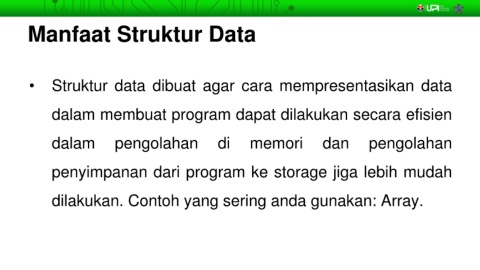 UPI
Manfaat Struktur Data
• Struktur data dibuat agar cara mempresentasikan data
dalam membuat program dapat dilakukan secara efisien
dalam pengolahan di memori dan pengolahan
penyimpanan dari program ke storage jiga lebih mudah
dilakukan. Contoh yang sering anda gunakan: Array.